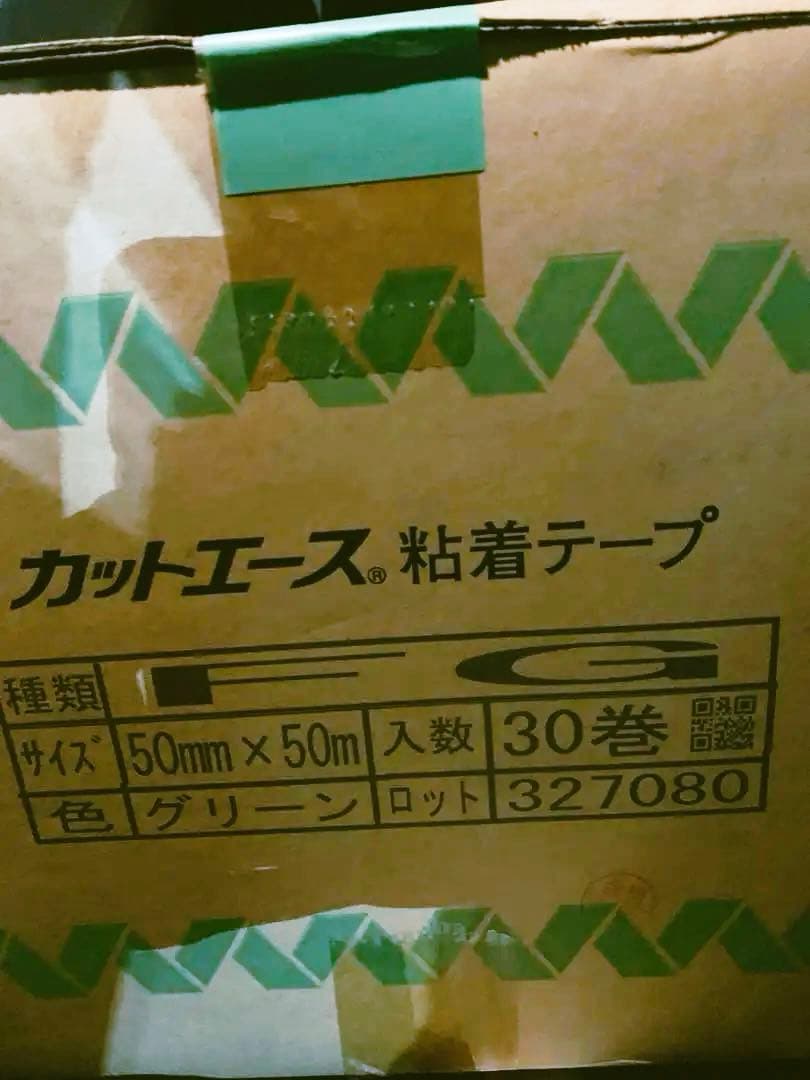 カットエース® 粘着テープ
種類 FG
サイズ 50mm×50m 入数 30巻
色 グリーン ロット 327080